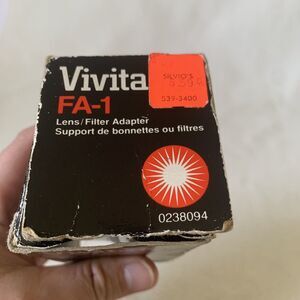 Vivita
SILVIO'S
539-3400
FA-1
Lens/Filter Adapter
Support de bonnettes ou filtres
0238094